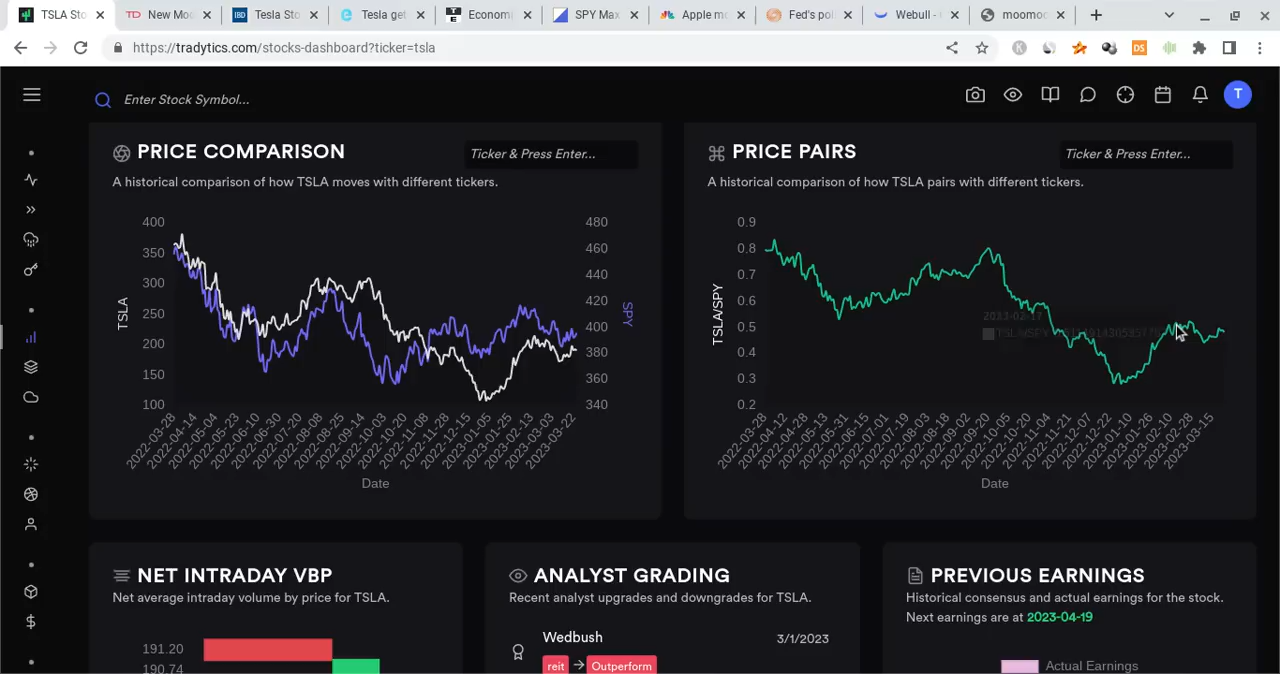 TSLA Sto
New Mod
Tesla Sto
Tesla get
Economi
SPY Max
Apple mo
Fed's poli
Webull -
moomoo
https://tradytics.com/stocks-dashboard?ticker=tsla
Enter Stock Symbol...
T
PRICE COMPARISON
Ticker & Press Enter...
A historical comparison of how TSLA moves with different tickers.
400
350
300
250
200
150
100
TSLA
480
460
440
420
400
380
360
340
SPY
2022-03-28
2022-04-14
2022-05-04
2022-05-23
2022-06-10
2022-06-30
2022-07-20
2022-08-08
2022-08-25
2022-09-14
2022-10-03
2022-10-20
2022-11-08
2022-11-28
2022-12-15
2023-01-05
2023-01-25
2023-02-13
2023-03-03
2023-03-22
Date
PRICE PAIRS
Ticker & Press Enter...
A historical comparison of how TSLA pairs with different tickers.
0.9
0.8
0.7
0.6
0.5
0.4
0.3
0.2
TSLA/SPY
2023-02-17
2022-03-28
2022-04-12
2022-04-28
2022-05-13
2022-05-31
2022-06-15
2022-07-01
2022-07-19
2022-08-03
2022-08-18
2022-09-02
2022-09-20
2022-10-05
2022-10-20
2022-11-04
2022-11-21
2022-12-07
2022-12-22
2023-01-10
2023-01-26
2023-02-10
2023-02-28
2023-03-15
Date
NET INTRADAY VBP
Net average intraday volume by price for TSLA.
191.20
190.74
ANALYST GRADING
Recent analyst upgrades and downgrades for TSLA.
Wedbush
3/1/2023
reit → Outperform
PREVIOUS EARNINGS
Historical consensus and actual earnings for the stock.
Next earnings are at 2023-04-19
Actual Earnings